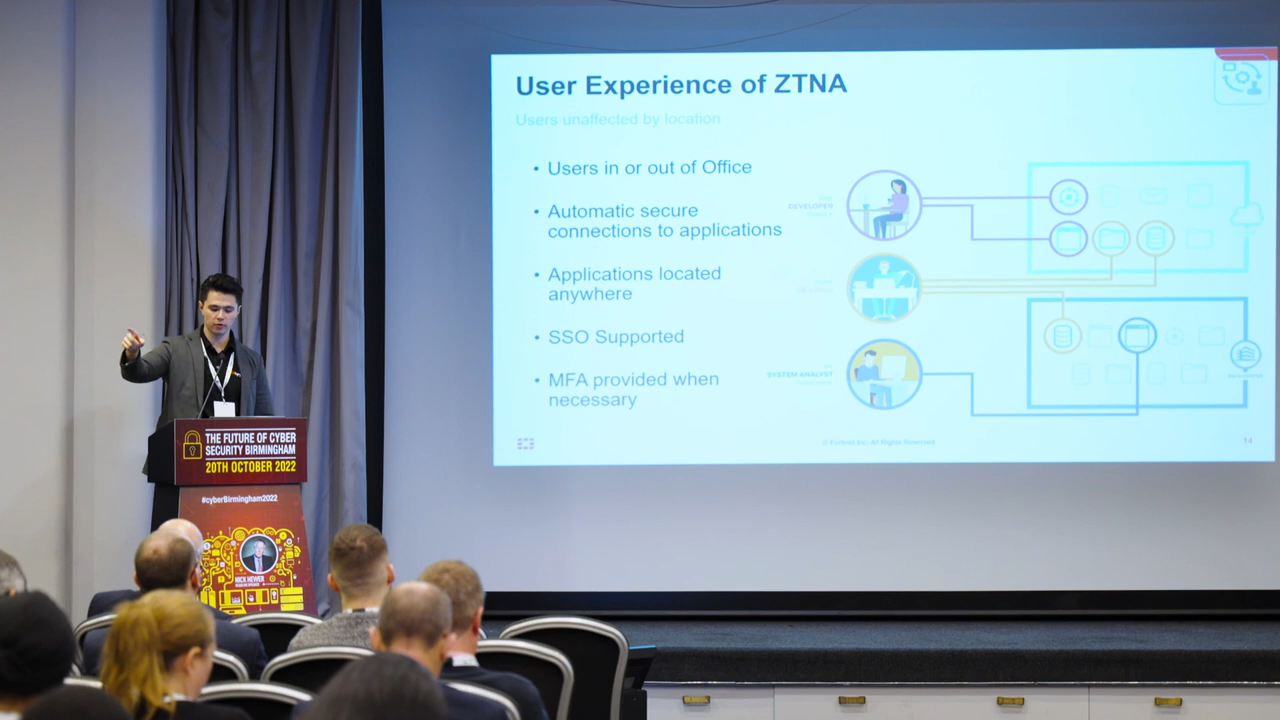 User Experience of ZTNA
Users unaffected by location
• Users in or out of Office
• Automatic secure
connections to applications
• Applications located
anywhere
• SSO Supported
• MFA provided when
necessary
DEVELOPER
SYSTEM ANALYST
© Fortinet Inc. All Rights Reserved
14
THE FUTURE OF CYBER
SECURITY BIRMINGHAM
20TH OCTOBER 2022
#cyberBirmingham2022
NICK HEWER